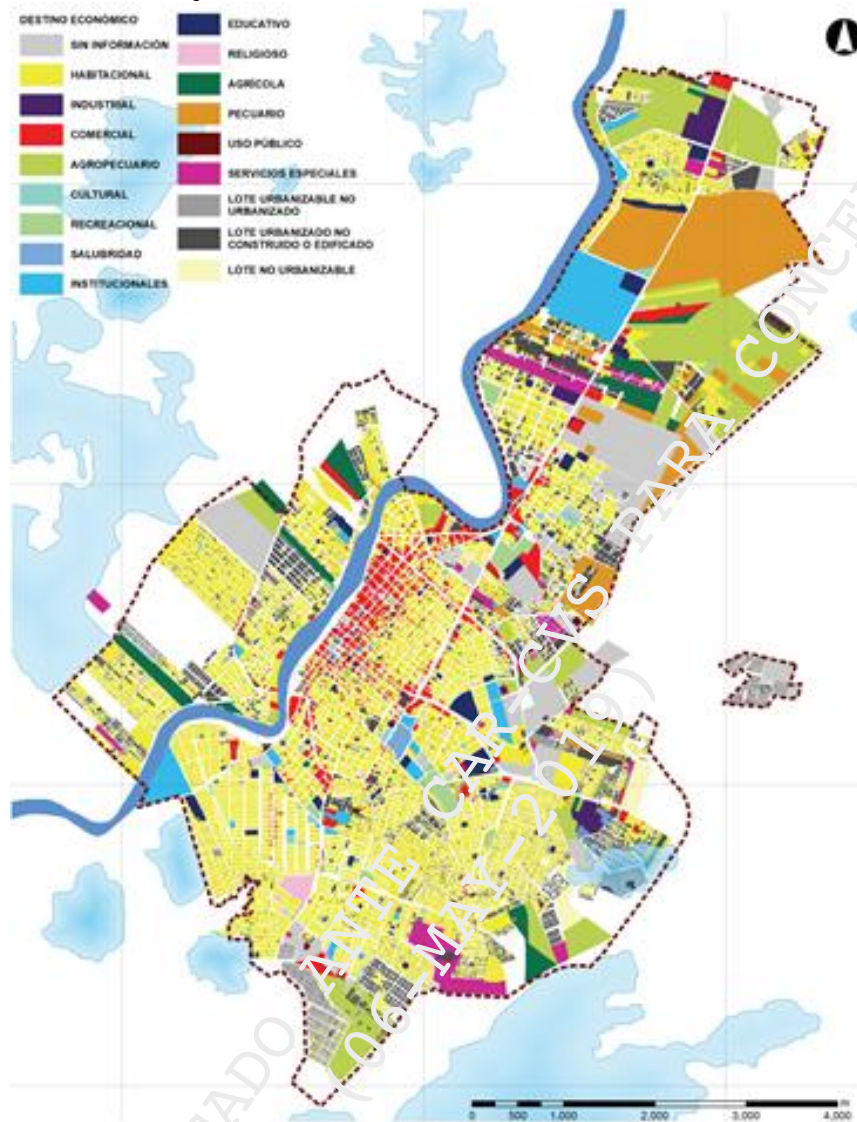 DESTINO ECONÓMICO
SIN INFORMACIÓN
HABITACIONAL
INDUSTRIAL
COMERCIAL
AGROPECUARIO
CULTURAL
RECREACIONAL
SALUBRIDAD
INSTITUCIONALES
EDUCATIVO
RELIGIOSO
AGRÍCOLA
PECUARIO
USO PÚBLICO
SERVICIOS ESPECIALES
LOTE URBANIZABLE NO
URBANIZADO
LOTE URBANIZADO NO
CONSTRUIDO O EDIFICADO
LOTE NO URBANIZABLE
ANTE CAR-CVS PARA
(06-MAY-2019)
m
0 500 1.000 2.000 3.000 4.000